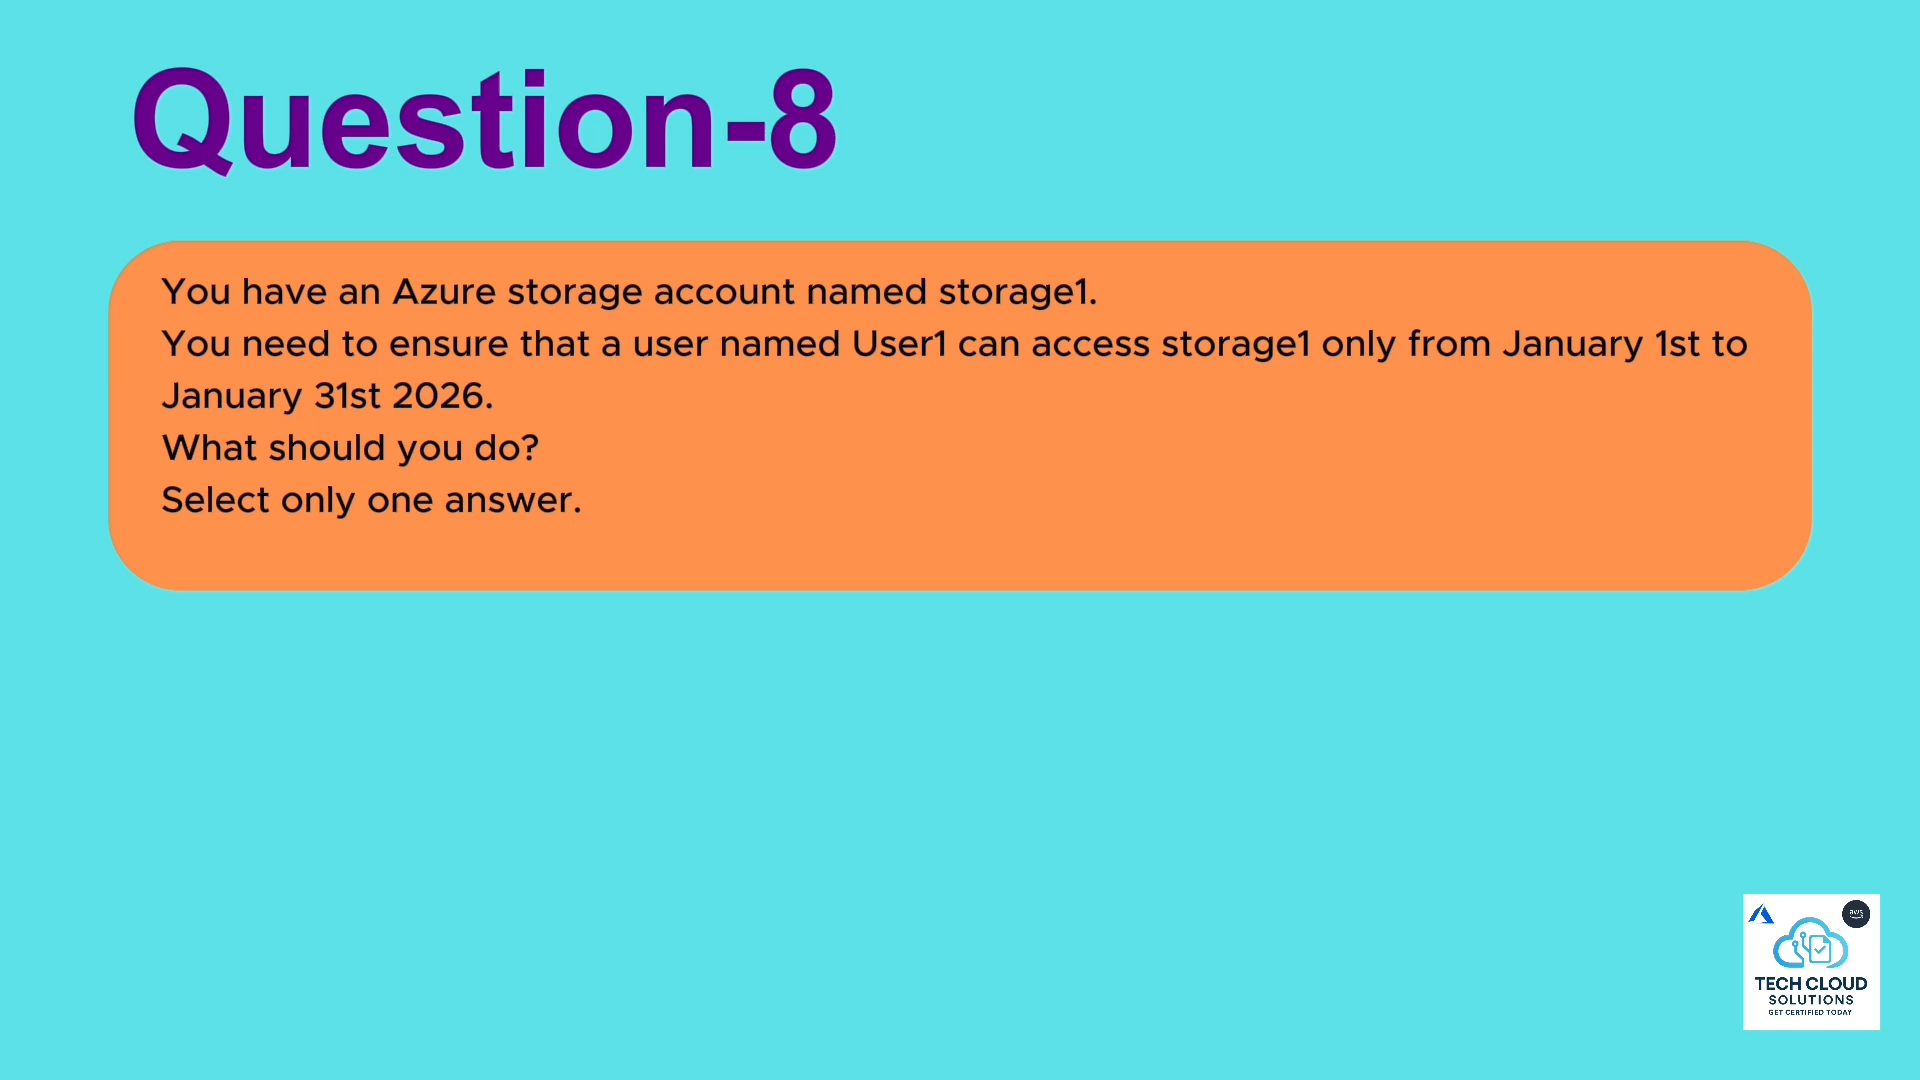 Question-8
You have an Azure storage account named storage1.
You need to ensure that a user named User1 can access storage1 only from January 1st to
January 31st 2026.
What should you do?
Select only one answer.
aws
TECH CLOUD
SOLUTIONS
GET CERTIFIED TODAY